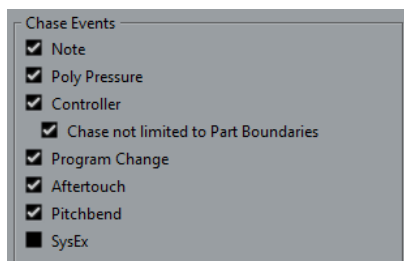 Chase Events
Note
Poly Pressure
Controller
Chase not limited to Part Boundaries
Program Change
Aftertouch
Pitchbend
SysEx